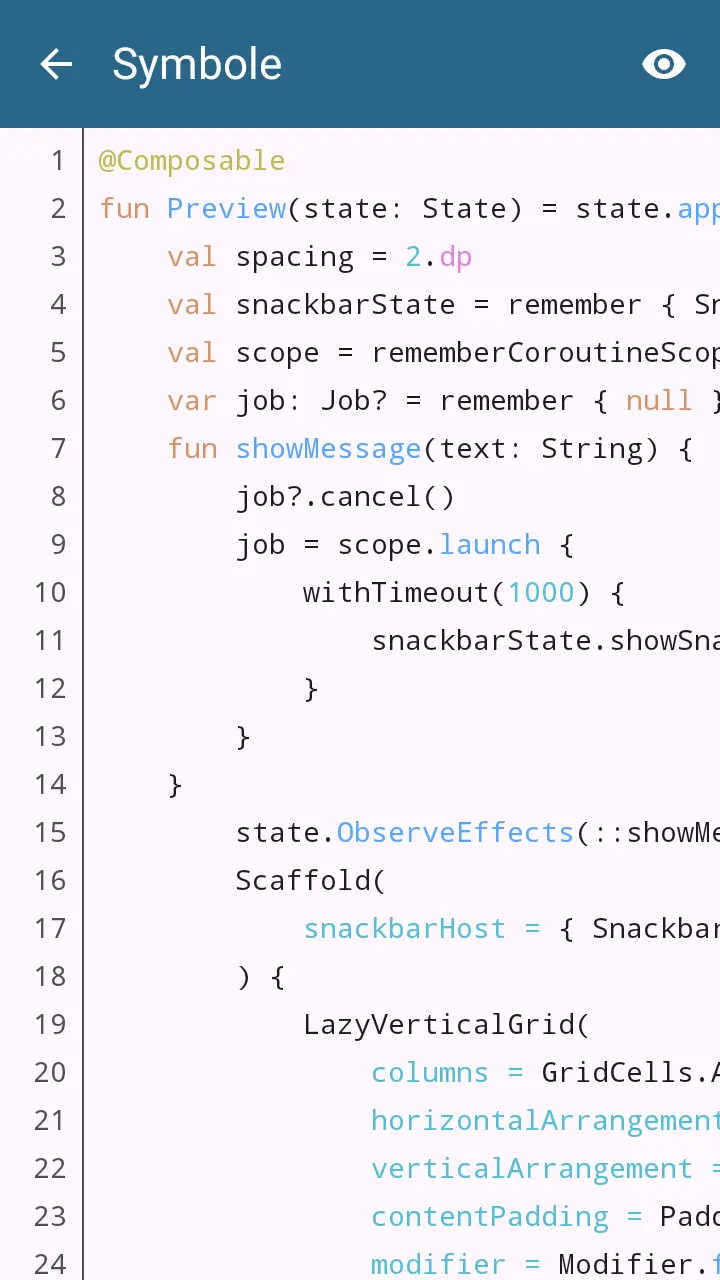 Symbole
1 @Composable
2 fun Preview(state: State) = state.app
3 val spacing = 2.dp
4 val snackbarState = remember { Sn
5 val scope = rememberCoroutineScop
6 var job: Job? = remember { null }
7 fun showMessage(text: String) {
8 job?.cancel()
9 job = scope.launch {
10 withTimeout(1000) {
11 snackbarState.showSna
12 }
13 }
14 }
15 state.ObserveEffects(::showMe
16 Scaffold(
17 snackbarHost = { Snackbar
18 ) {
19 LazyVerticalGrid(
20 columns = GridCells.A
21 horizontalArrangement
22 verticalArrangement =
23 contentPadding = Padd
24 modifier = Modifier.f